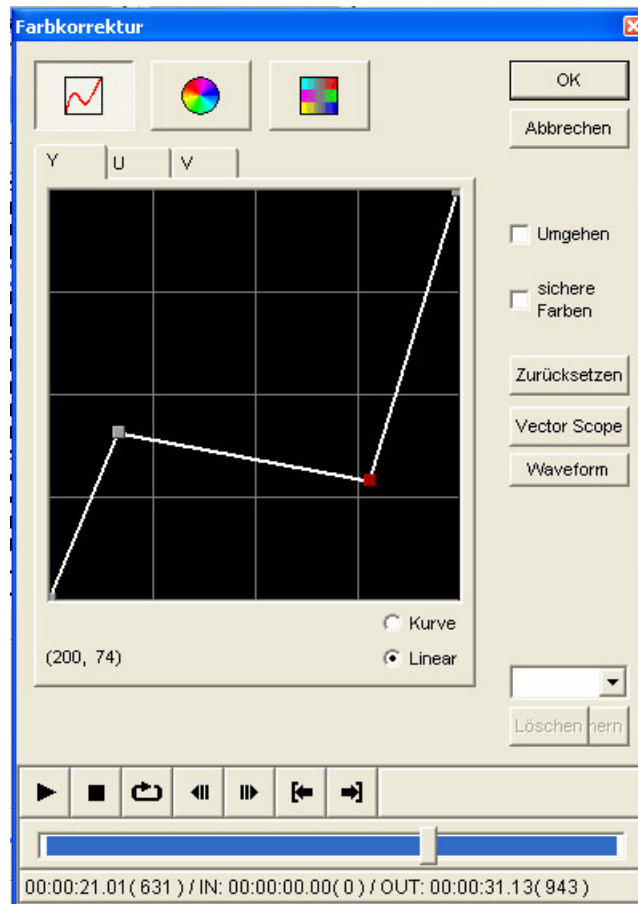 Farbkorrektur
OK
Abbrechen
Y U V
Umgehen
sichere
Farben
Zurücksetzen
Vector Scope
Waveform
Kurve
(200, 74)
Linear
Löschen hern
00:00:21.01 ( 631 ) / IN: 00:00:00.00 ( 0 ) / OUT: 00:00:31.13 ( 943 )